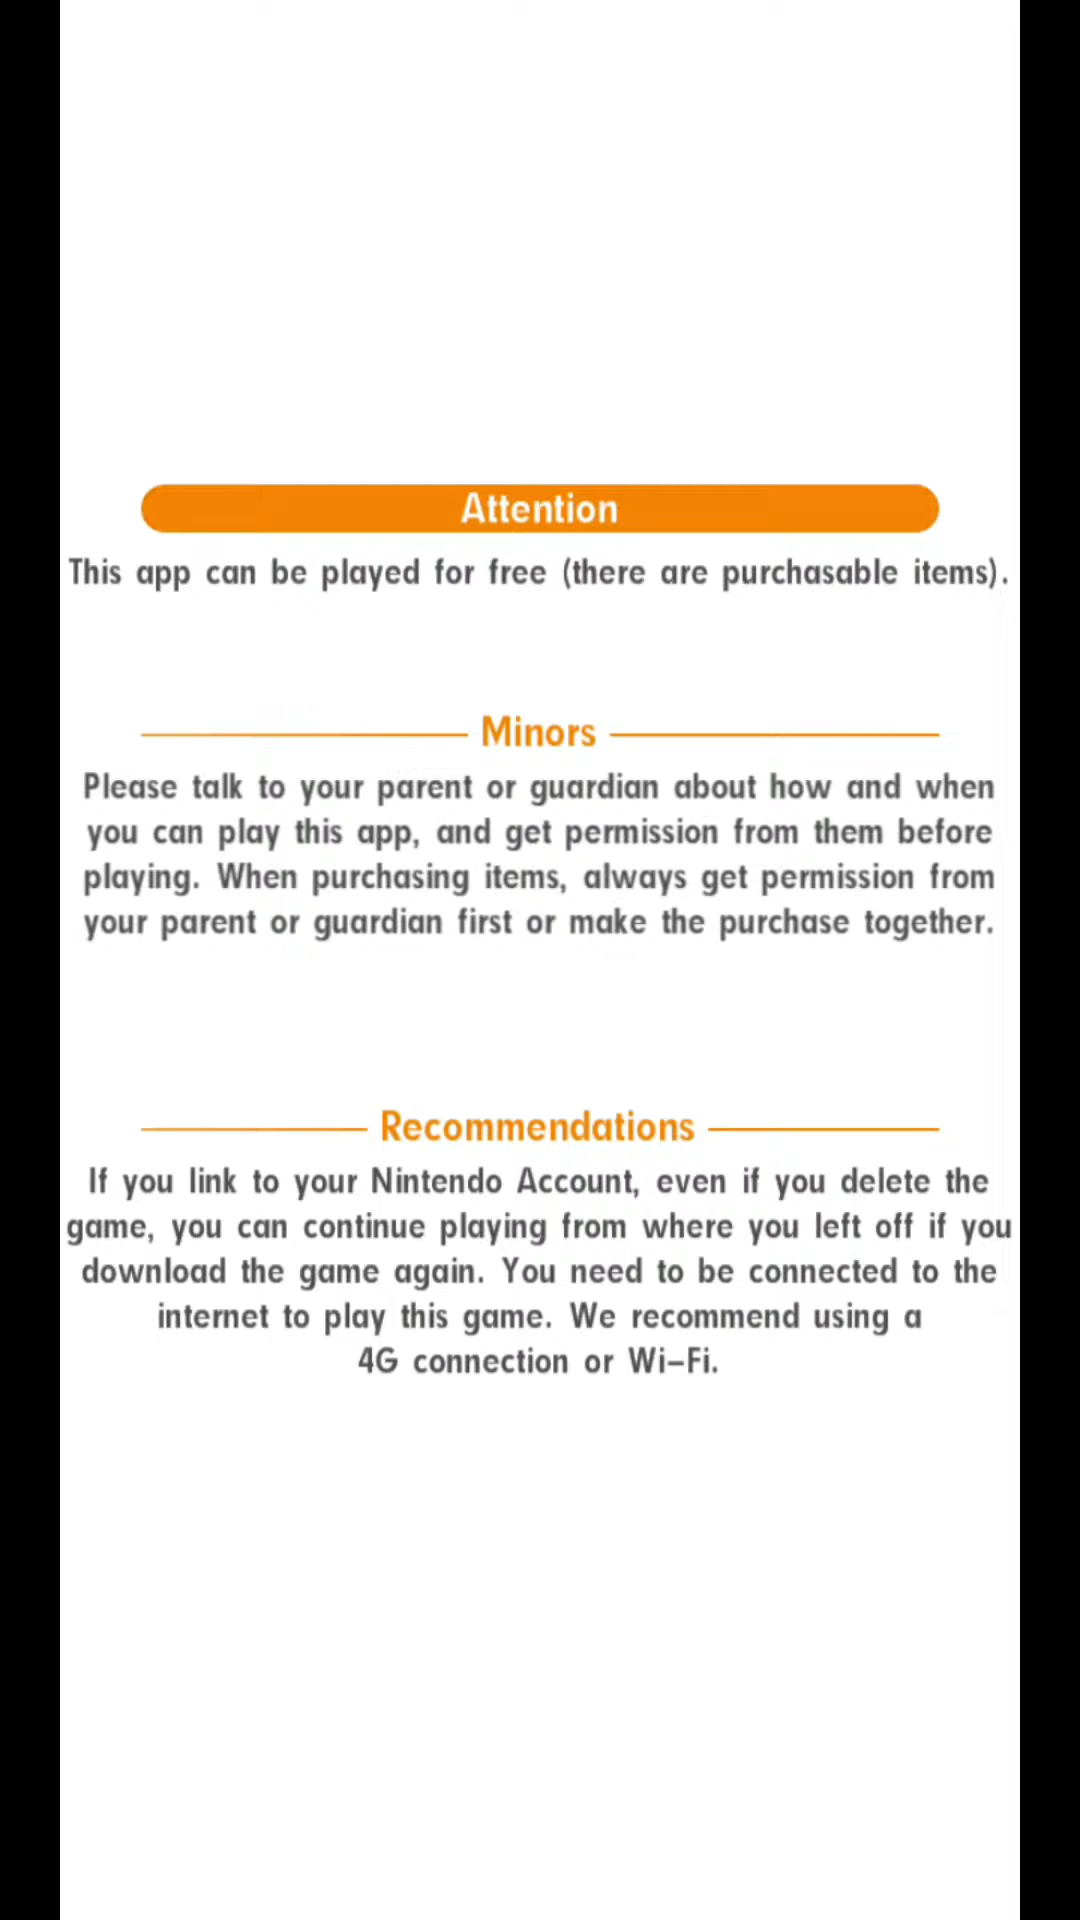 Attention
This app can be played for free (there are purchasable items).
Minors
Please talk to your parent or guardian about how and when
you can play this app, and get permission from them before
playing. When purchasing items, always get permission from
your parent or guardian first or make the purchase together.
Recommendations
If you link to your Nintendo Account, even if you delete the
game, you can continue playing from where you left off if you
download the game again. You need to be connected to the
internet to play this game. We recommend using a
4G connection or Wi-Fi.